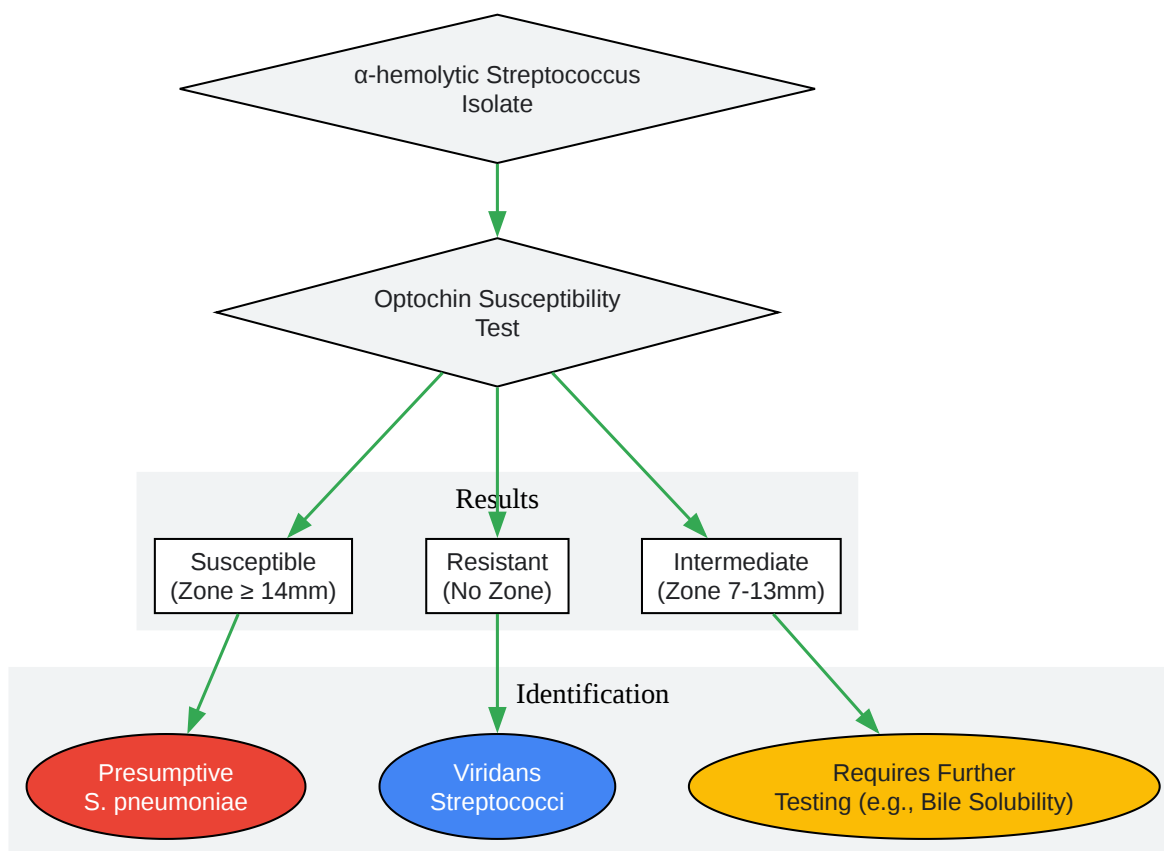 α-hemolytic Streptococcus
Isolate
Optochin Susceptibility
Test
Results
Susceptible
(Zone ≥ 14mm)
Resistant
(No Zone)
Intermediate
(Zone 7-13mm)
Identification
Presumptive
S. pneumoniae
Viridans
Streptococci
Requires Further
Testing (e.g., Bile Solubility)